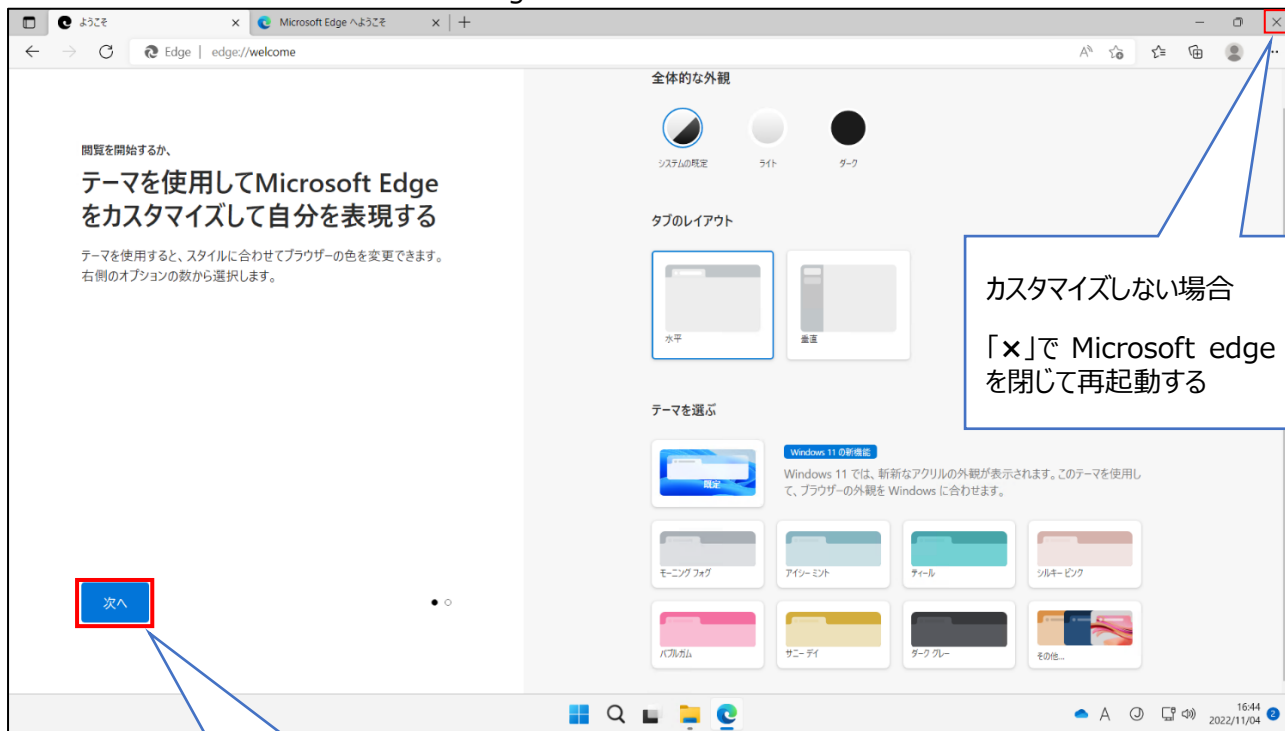 ようこそ
Microsoft Edge へようこそ
Edge | edge://welcome
閲覧を開始するか、
テーマを使用してMicrosoft Edge
をカスタマイズして自分を表現する
テーマを使用すると、スタイルに合わせてブラウザーの色を変更できます。
右側のオプションの数から選択します。
次へ
全体的な外観
システムの既定
ライト
ダーク
タブのレイアウト
水平
垂直
カスタマイズしない場合
「×」で Microsoft edge
を閉じて再起動する
テーマを選ぶ
既定
Windows 11 の新機能
Windows 11 では、斬新なアクリルの外観が表示されます。このテーマを使用し
て、ブラウザーの外観を Windows に合わせます。
モーニング フォグ
アイシー ミント
ティール
シルキー ピンク
バブルガム
サニー デイ
ダーク グレー
その他...
A
16:44
2022/11/04
2